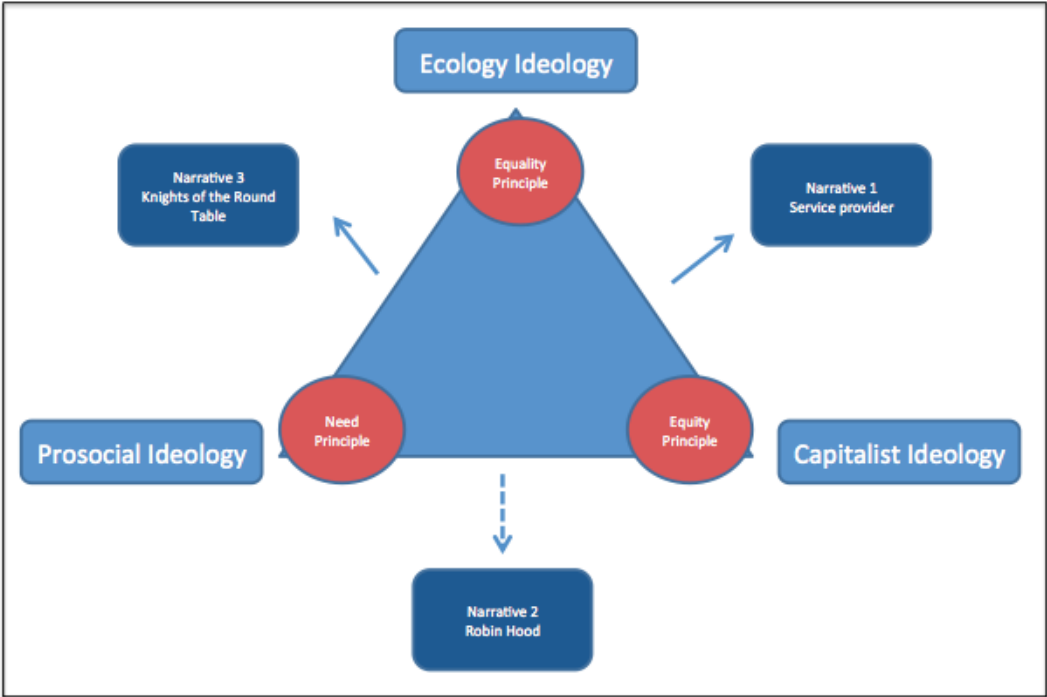 Ecology Ideology
Equality
Principle
Narrative 3
Knights of the Round
Table
Narrative 1
Service provider
Need
Principle
Equity
Principle
Prosocial Ideology
Capitalist Ideology
Narrative 2
Robin Hood